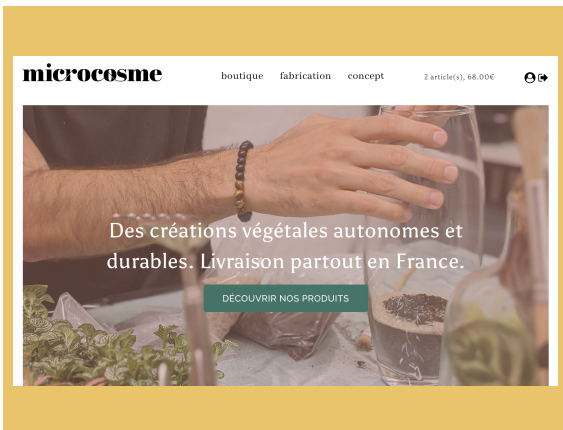 microcosme
boutique fabrication concept
2 article(s), 68.00€
Des créations végétales autonomes et
durables. Livraison partout en France.
DÉCOUVRIR NOS PRODUITS